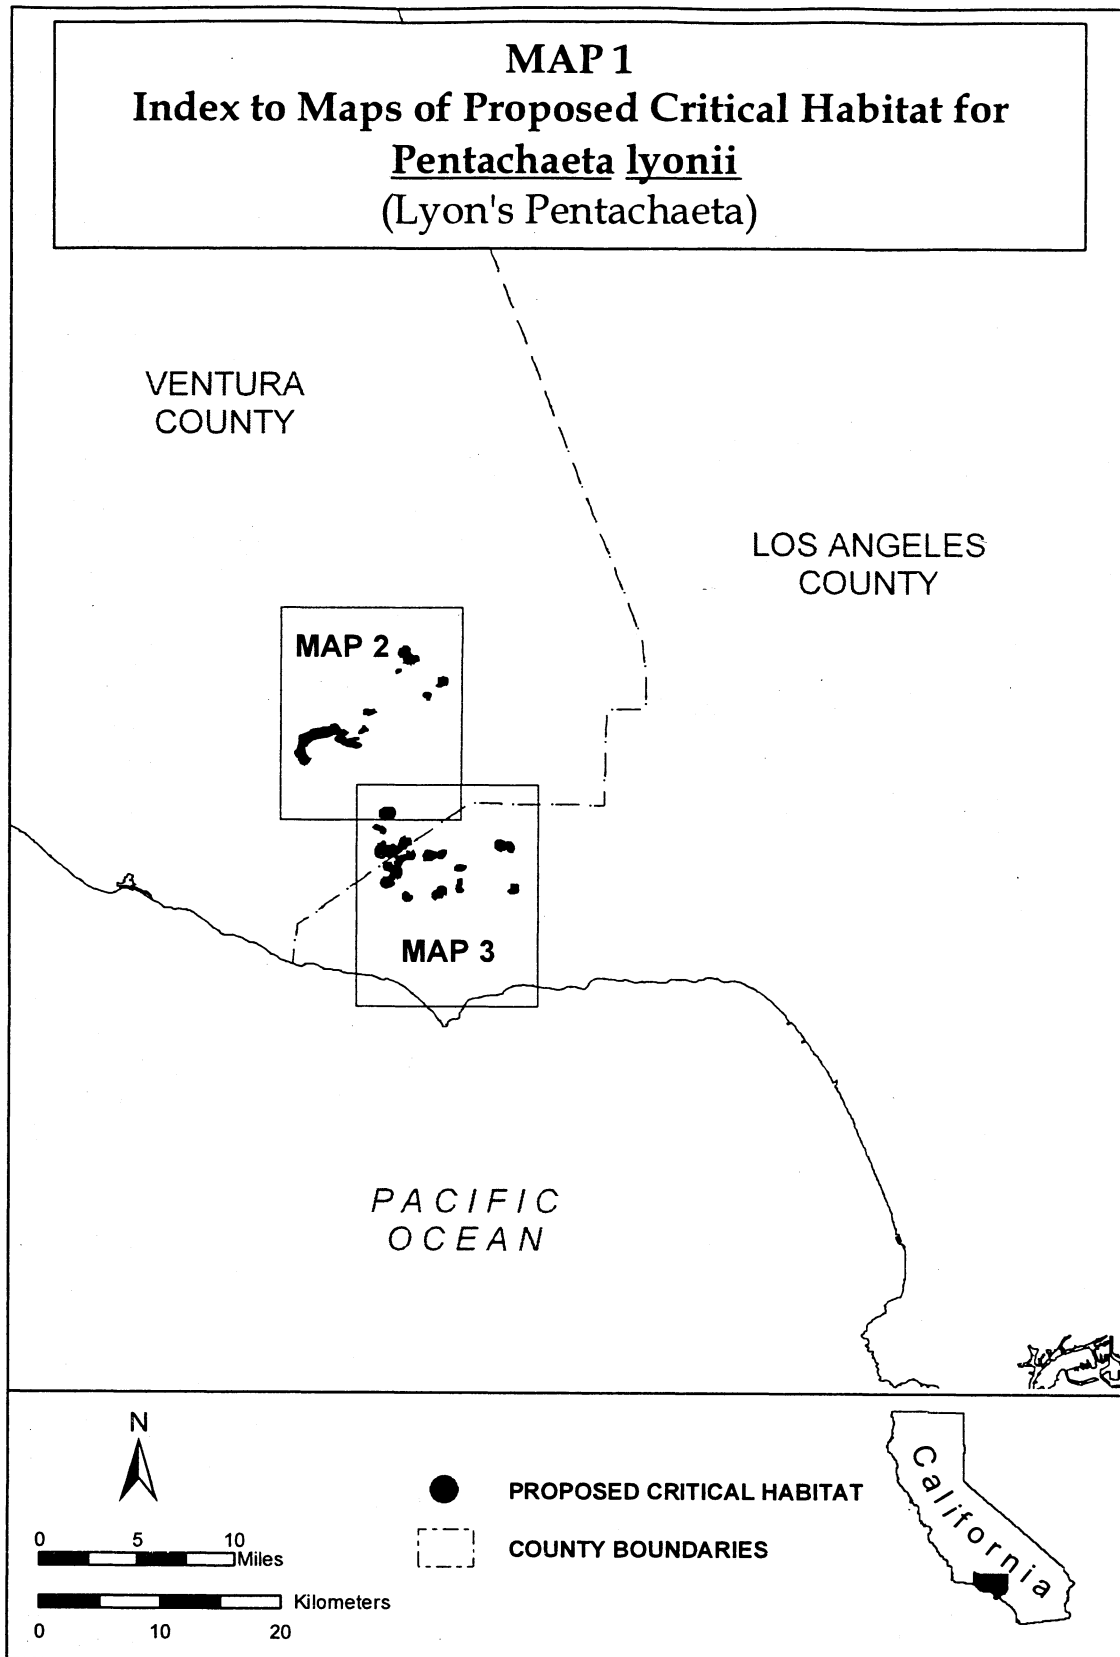 MAP 1
Index to Maps of Proposed Critical Habitat for
Pentachaeta lyonii
(Lyon's Pentachaeta)
VENTURA
COUNTY
LOS ANGELES
COUNTY
MAP 2
MAP 3
PACIFIC
OCEAN
N
0 5 10
Miles
Kilometers
0 10 20
PROPOSED CRITICAL HABITAT
COUNTY BOUNDARIES
California